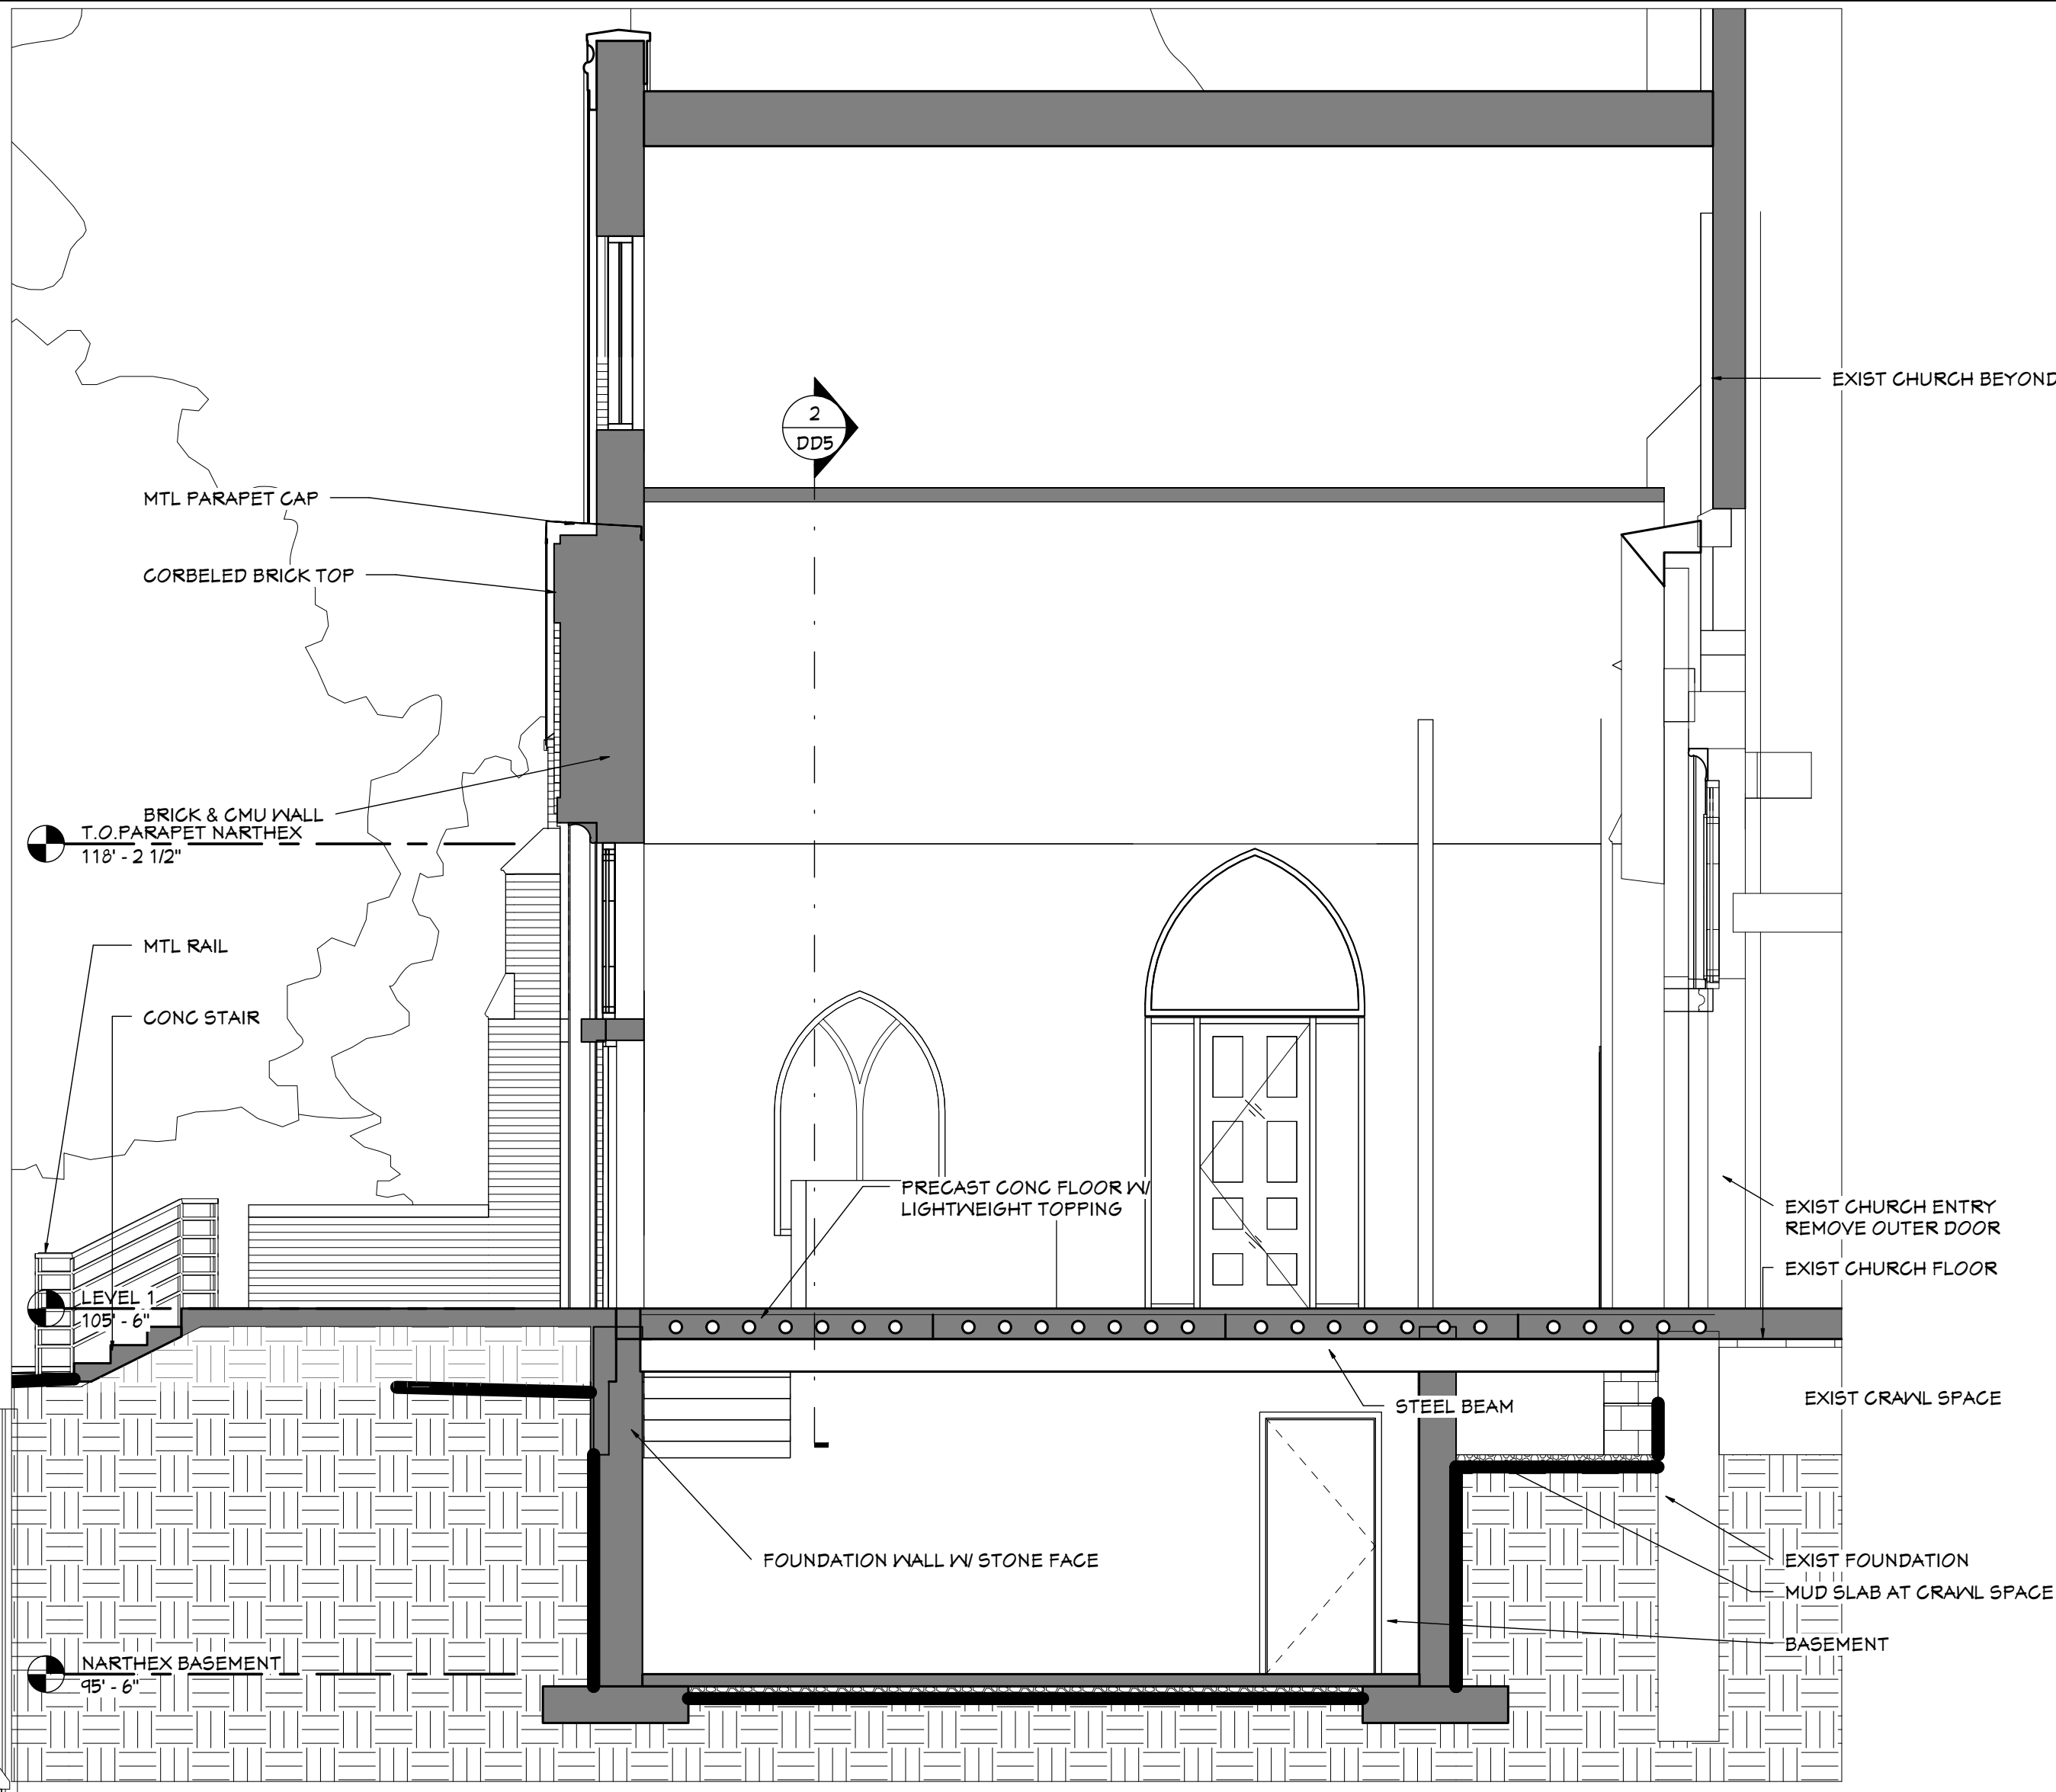 2
DD5
EXIST CHURCH BEYOND
MTL PARAPET CAP
CORBELED BRICK TOP
BRICK & CMU WALL
T.O.PARAPET NARTHEX
118' - 2 1/2"
MTL RAIL
CONC STAIR
PRECAST CONC FLOOR W/
LIGHTWEIGHT TOPPING
EXIST CHURCH ENTRY
REMOVE OUTER DOOR
EXIST CHURCH FLOOR
LEVEL 1
105' - 6"
EXIST CRAWL SPACE
STEEL BEAM
FOUNDATION WALL W/ STONE FACE
EXIST FOUNDATION
MUD SLAB AT CRAWL SPACE
BASEMENT
NARTHEX BASEMENT
95' - 6"